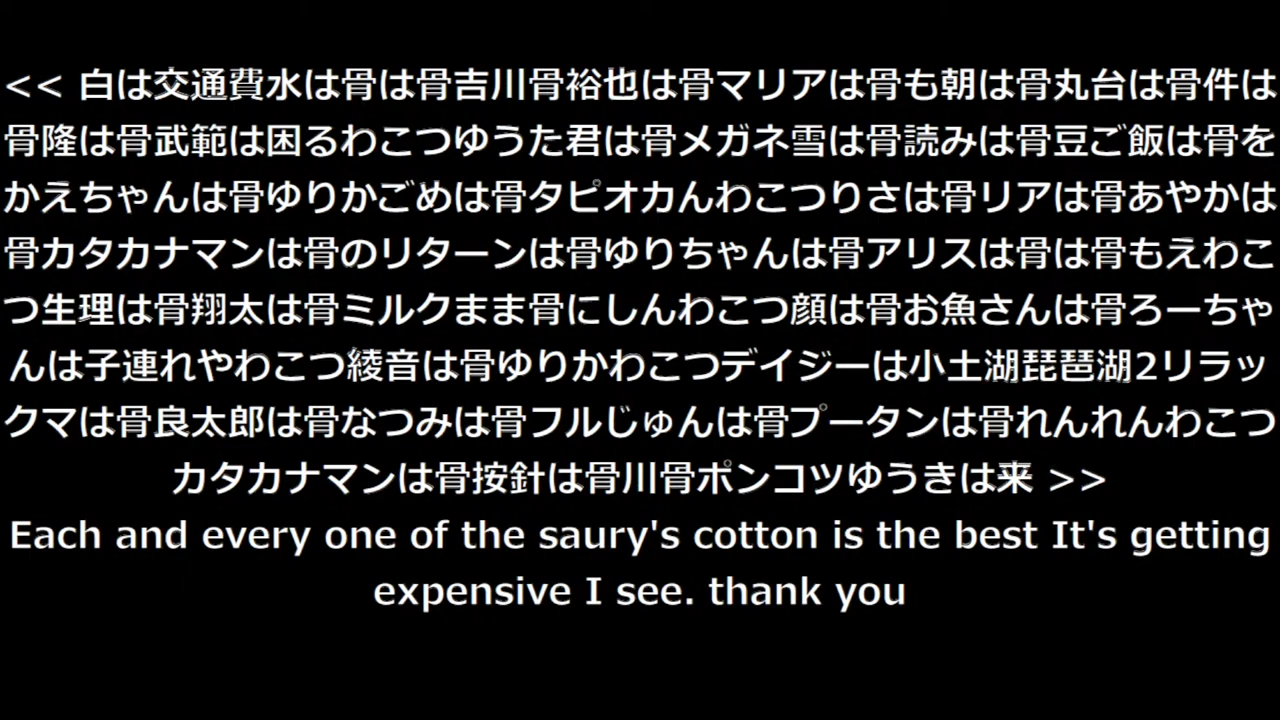 << 白は交通費水は骨は骨吉川骨裕也は骨マリアは骨も朝は骨丸台は骨件は
骨隆は骨武範は困るわこつゆうた君は骨メガネ雪は骨読みは骨豆ご飯は骨を
かえちゃんは骨ゆりかごめは骨タピオカんわこつりさは骨リアは骨あやかは
骨カタカナマンは骨のリターンは骨ゆりちゃんは骨アリスは骨は骨もえわこ
つ生理は骨翔太は骨ミルクまま骨にしんわこつ顔は骨お魚さんは骨ろーちゃ
んは子連れやわこつ綾音は骨ゆりかわこつデイジーは小土湖琵琶湖2リラッ
クマは骨良太郎は骨なつみは骨フルじゅんは骨プータンは骨れんれんわこつ
カタカナマンは骨按針は骨川骨ポンコツゆうきは来 >>
Each and every one of the saury's cotton is the best It's getting
expensive I see. thank you